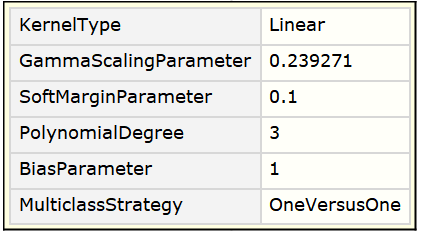 KernelType Linear
GammaScalingParameter 0.239271
SoftMarginParameter 0.1
PolynomialDegree 3
BiasParameter 1
MulticlassStrategy OneVersusOne